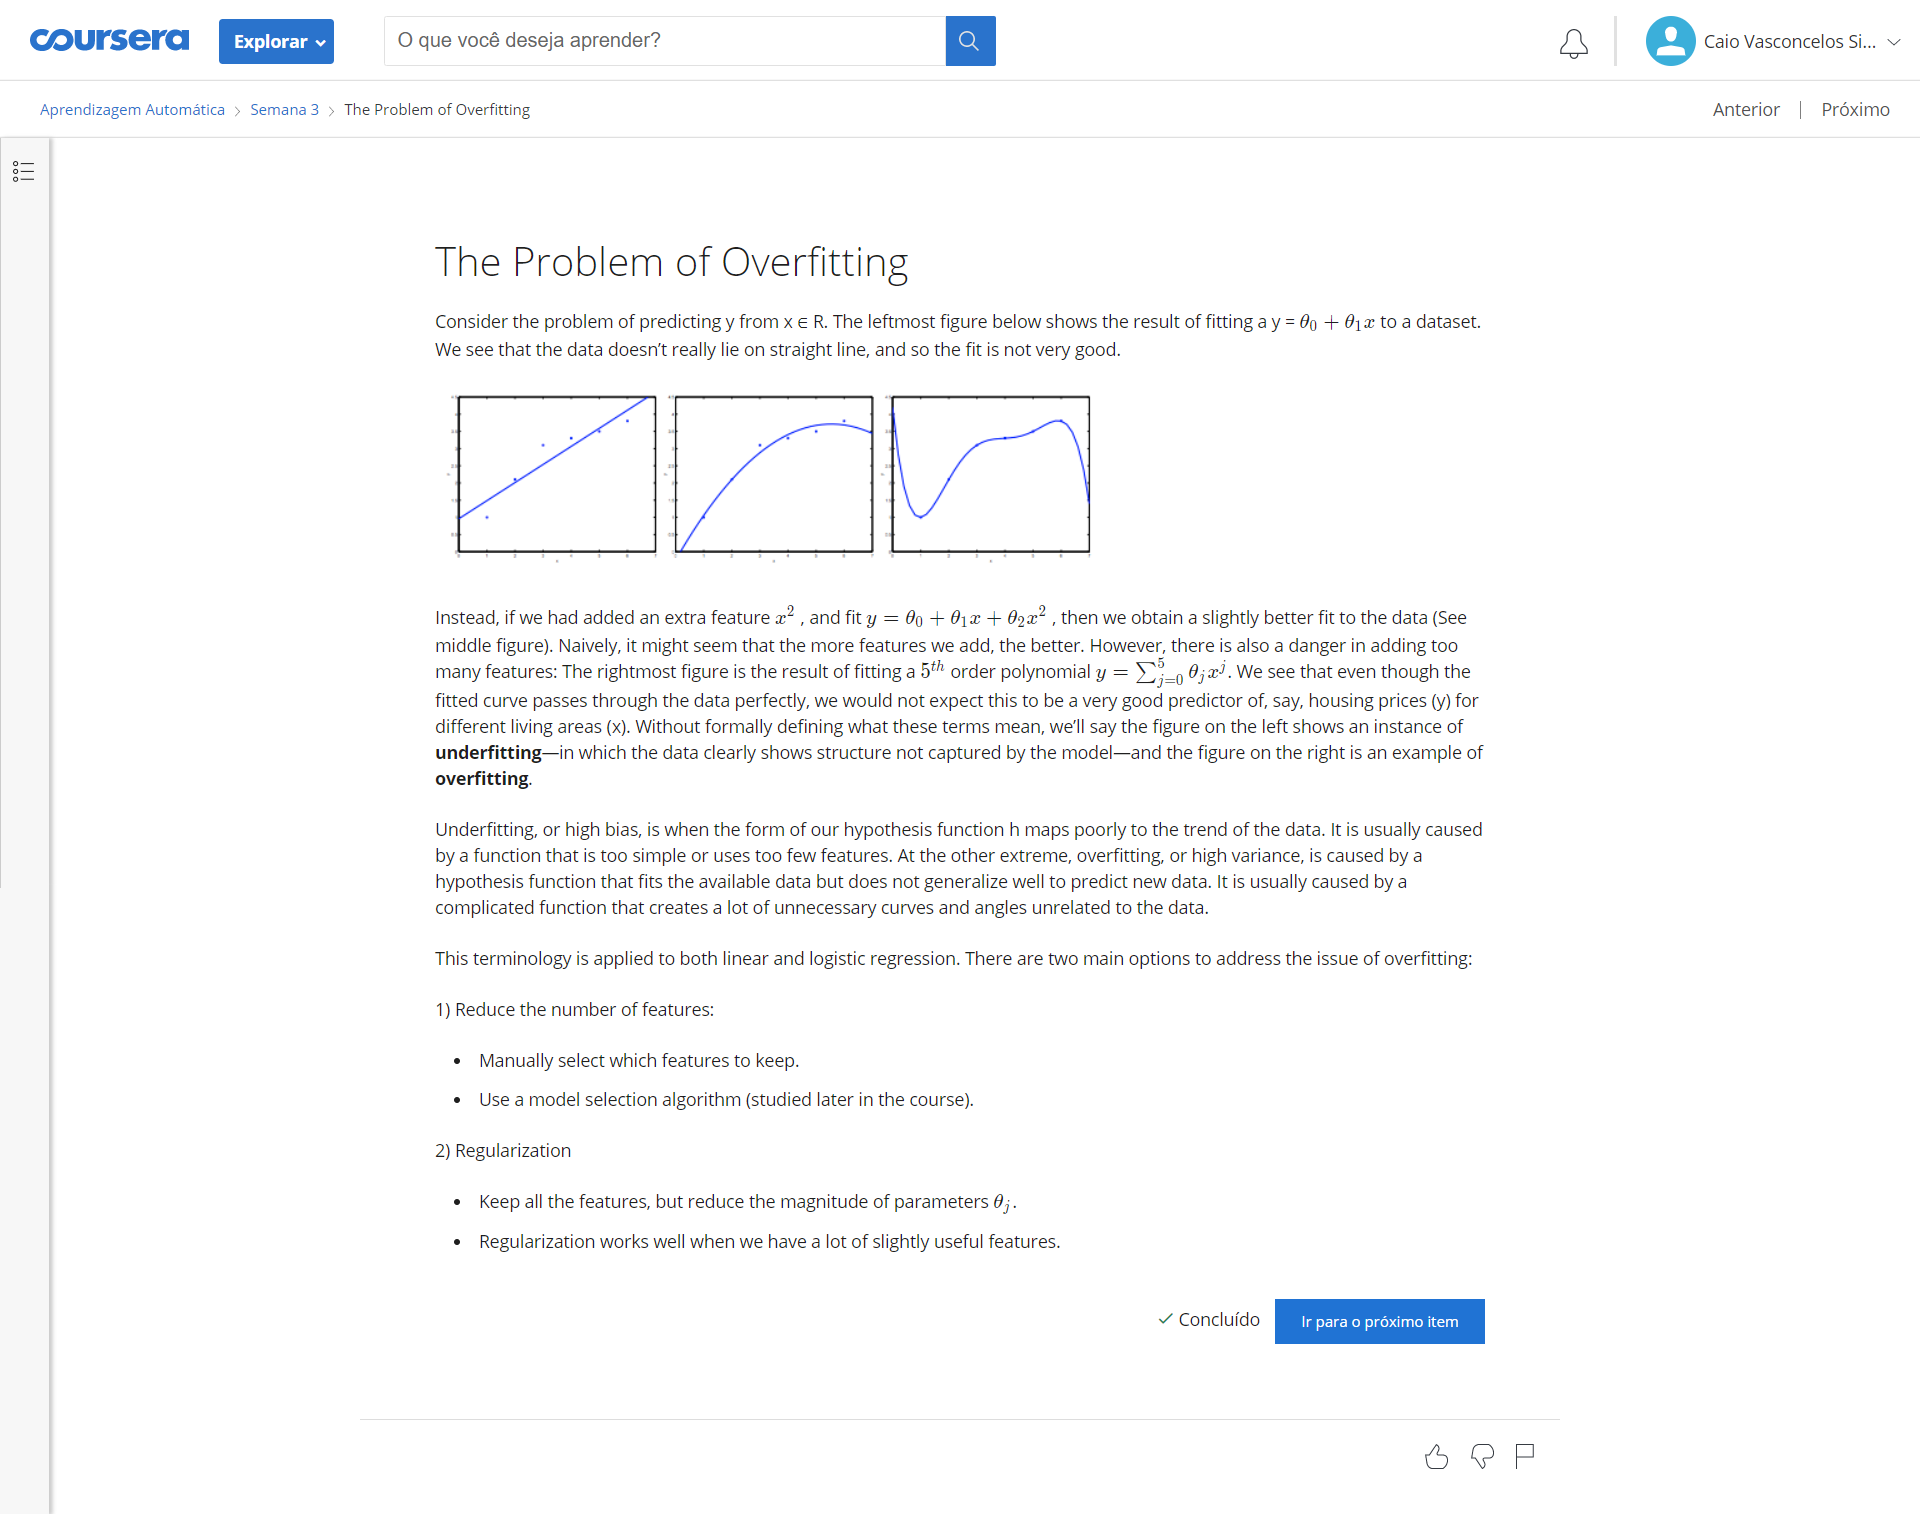 coursera Explorar O que você deseja aprender? Caio Vasconcelos Si...
Aprendizagem Automática > Semana 3 > The Problem of Overfitting Anterior | Próximo
The Problem of Overfitting
Consider the problem of predicting y from x ∈ R. The leftmost figure below shows the result of fitting a y = θ₀ + θ₁x to a dataset.
We see that the data doesn’t really lie on straight line, and so the fit is not very good.
Instead, if we had added an extra feature x² , and fit y = θ₀ + θ₁x + θ₂x² , then we obtain a slightly better fit to the data (See
middle figure). Naively, it might seem that the more features we add, the better. However, there is also a danger in adding too
many features: The rightmost figure is the result of fitting a 5ᵗʰ order polynomial y = ∑⁵ⱼ₌₀ θⱼxʲ. We see that even though the
fitted curve passes through the data perfectly, we would not expect this to be a very good predictor of, say, housing prices (y) for
different living areas (x). Without formally defining what these terms mean, we’ll say the figure on the left shows an instance of
underfitting—in which the data clearly shows structure not captured by the model—and the figure on the right is an example of
overfitting.
Underfitting, or high bias, is when the form of our hypothesis function h maps poorly to the trend of the data. It is usually caused
by a function that is too simple or uses too few features. At the other extreme, overfitting, or high variance, is caused by a
hypothesis function that fits the available data but does not generalize well to predict new data. It is usually caused by a
complicated function that creates a lot of unnecessary curves and angles unrelated to the data.
This terminology is applied to both linear and logistic regression. There are two main options to address the issue of overfitting:
1) Reduce the number of features:
• Manually select which features to keep.
• Use a model selection algorithm (studied later in the course).
2) Regularization
• Keep all the features, but reduce the magnitude of parameters θⱼ.
• Regularization works well when we have a lot of slightly useful features.
✓ Concluído Ir para o próximo item